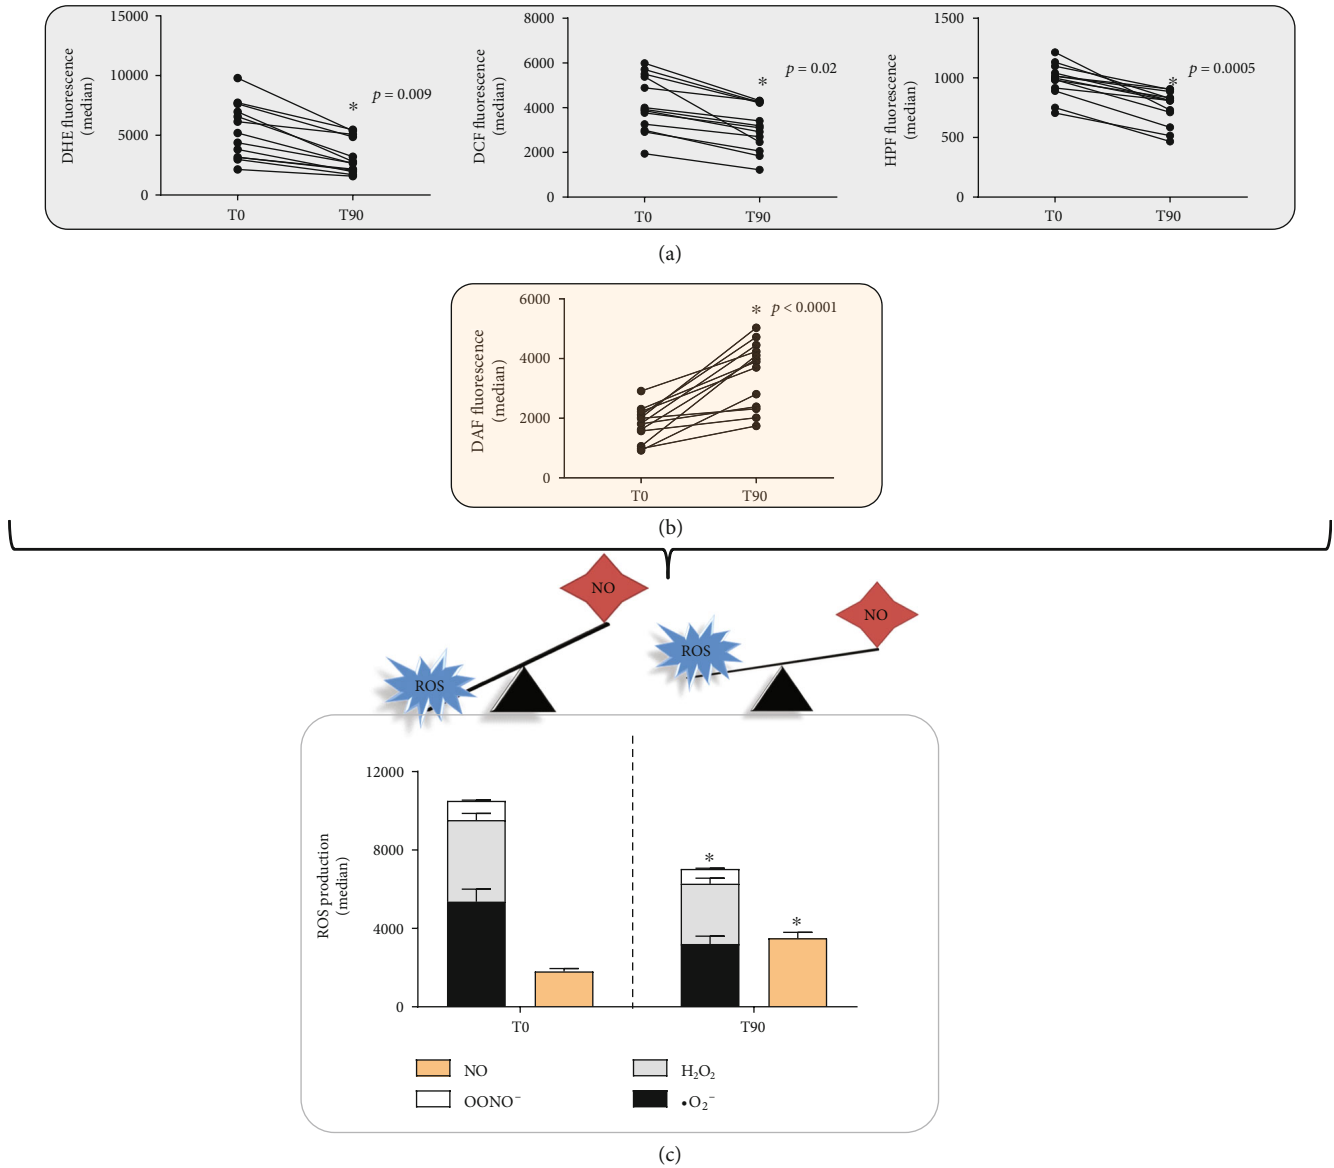 DHE fluorescence
(median)
15000
10000
5000
0
T0
T90
*
p = 0.009
DCF fluorescence
(median)
8000
6000
4000
2000
0
T0
T90
*
p = 0.02
HPF fluorescence
(median)
1500
1000
500
0
T0
T90
*
p = 0.0005
(a)
DAF fluorescence
(median)
6000
4000
2000
0
T0
T90
*
p < 0.0001
(b)
NO
ROS
NO
ROS
ROS production
(median)
12000
8000
4000
0
*
*
T0
T90
NO
H₂O₂
OONO⁻
•O₂⁻
(c)